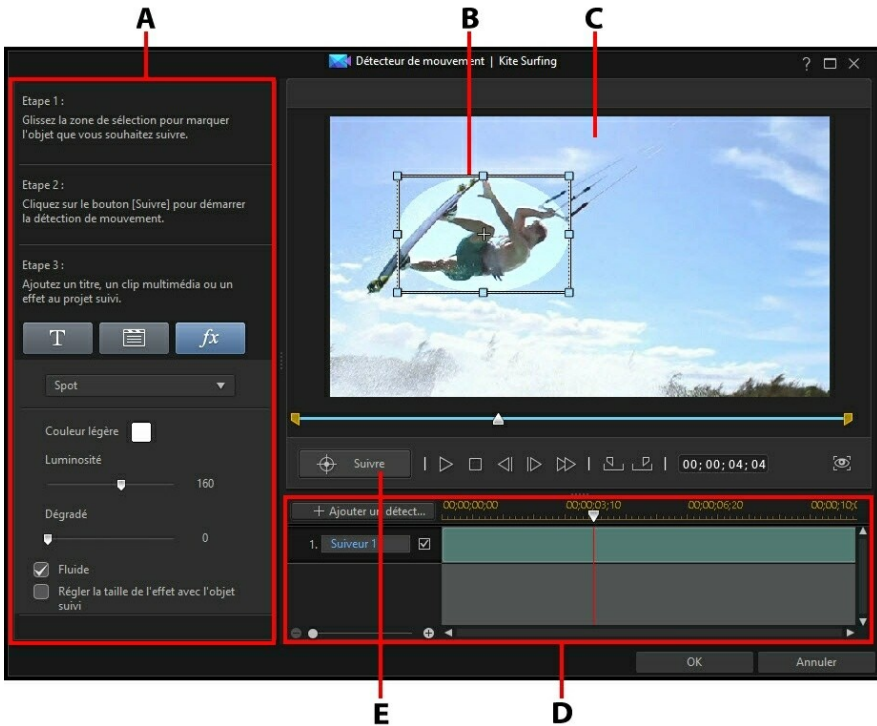 A
B
C
Détecteur de mouvement | Kite Surfing
Etape 1 :
Glissez la zone de sélection pour marquer
l'objet que vous souhaitez suivre.
Etape 2 :
Cliquez sur le bouton [Suivre] pour démarrer
la détection de mouvement.
Etape 3 :
Ajoutez un titre, un clip multimédia ou un
effet au projet suivi.
T
fx
Spot
Couleur légère
Luminosité
160
Dégradé
0
Fluide
Régler la taille de l'effet avec l'objet
suivi
Suivre
00; 00; 04; 04
+ Ajouter un détect...
00;00;00;00
00;00;03;10
00;00;06;20
1. Suiveur 1
OK
Annuler
E
D